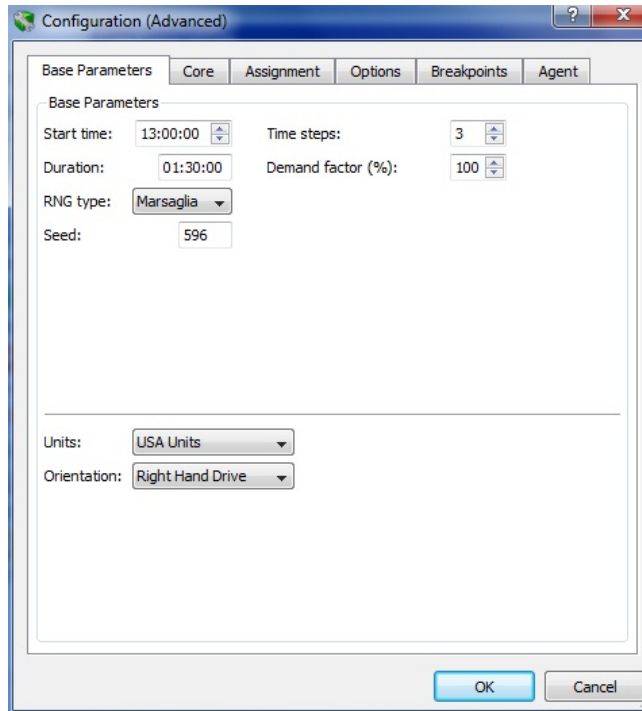 Configuration (Advanced) ? X
Base Parameters Core Assignment Options Breakpoints Agent
Base Parameters
Start time: 13:00:00 Time steps: 3
Duration: 01:30:00 Demand factor (%): 100
RNG type: Marsaglia
Seed: 596
Units: USA Units
Orientation: Right Hand Drive
OK Cancel